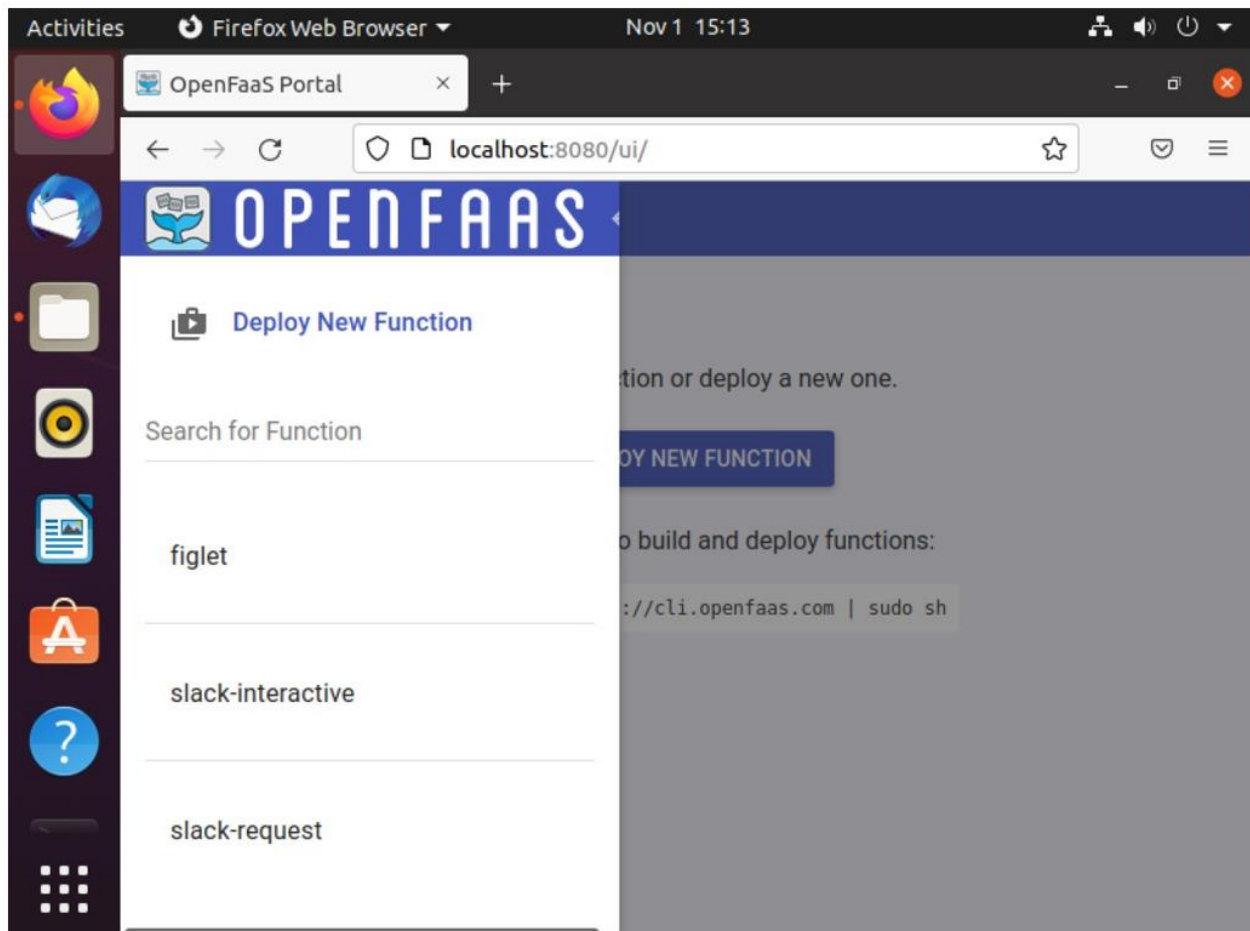 Activities Firefox Web Browser Nov 1 15:13
OpenFaaS Portal
localhost:8080/ui/
OPENFAAS
Deploy New Function
tion or deploy a new one.
Search for Function
OY NEW FUNCTION
figlet
o build and deploy functions:
://cli.openfaas.com | sudo sh
slack-interactive
slack-request